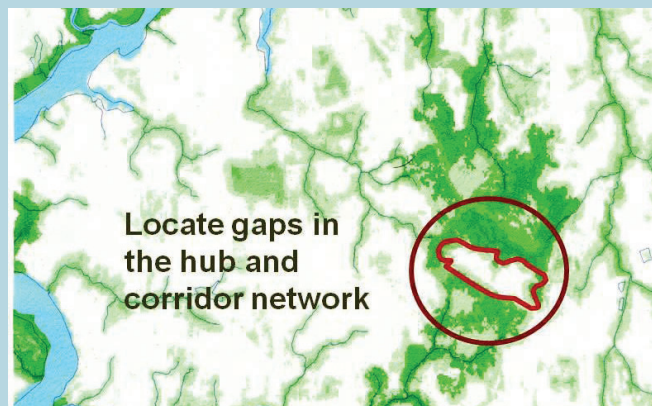 Locate gaps in
the hub and
corridor network